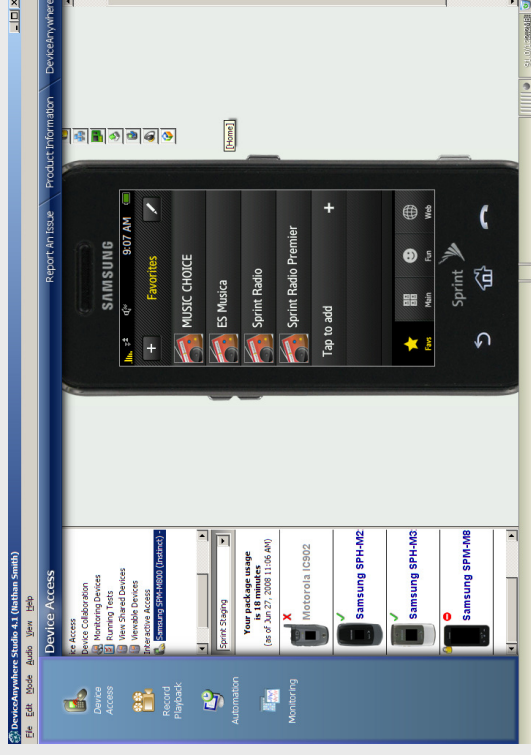 DeviceAnywhere Studio 4.1 (Nathan Smith)
File Edit Mode Audio View Help
Device Access
Report An Issue
Product Information
DeviceAnywhere
Device
Access
Record
Playback
Automation
Monitoring
ce Access
Device Collaboration
Monitoring Devices
Running Tests
View Shared Devices
Viewable Devices
Interactive Access
Samsung SPM-M800 (Instinct) -
Sprint Staging
Your package usage
is 18 minutes
(as of Jun 27, 2008 11:06 AM)
Motorola IC902
Samsung SPH-M2
Samsung SPH-M3
Samsung SPM-M8
[Home]
SAMSUNG
9:07 AM
Favorites
MUSIC CHOICE
ES Musica
Sprint Radio
Sprint Radio Premier
Tap to add
Favs
Main
Fun
Web
Sprint